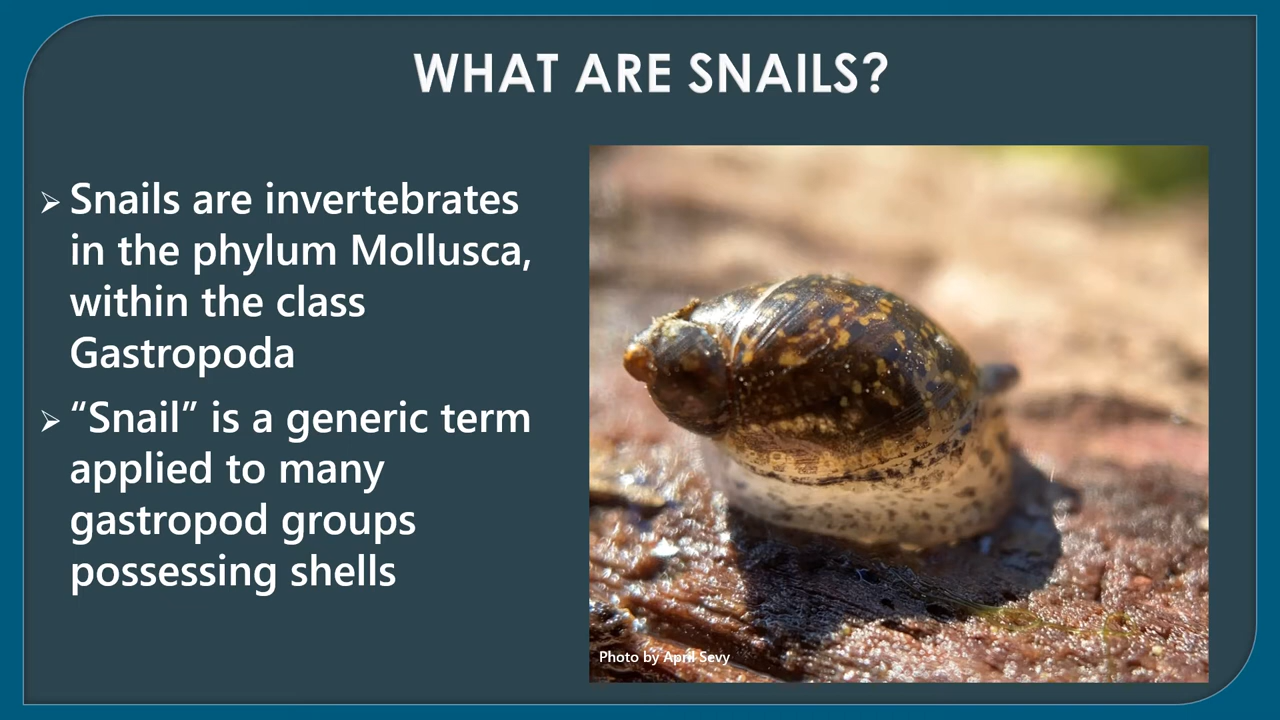 WHAT ARE SNAILS?
Snails are invertebrates
in the phylum Mollusca,
within the class
Gastropoda
“Snail” is a generic term
applied to many
gastropod groups
possessing shells
Photo by April Sevy